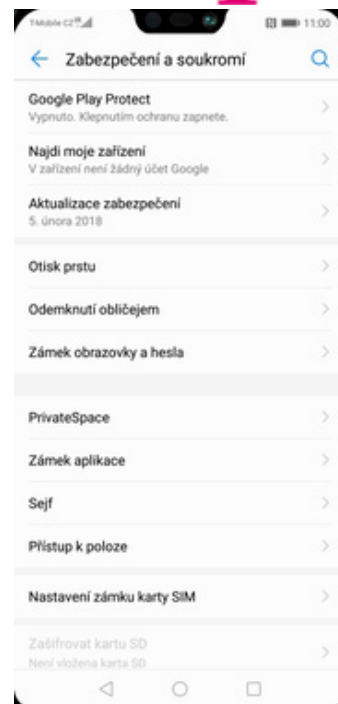 T-Mobile CZ 11:00
Zabezpečení a soukromí
Google Play Protect
Vypnuto. Klepnutím ochranu zapnete.
Najdi moje zařízení
V zařízení není žádný účet Google
Aktualizace zabezpečení
5. února 2018
Otisk prstu
Odemknutí obličejem
Zámek obrazovky a hesla
PrivateSpace
Zámek aplikace
Sejf
Přístup k poloze
Nastavení zámku karty SIM
Zašifrovat kartu SD
Není vložena karta SD